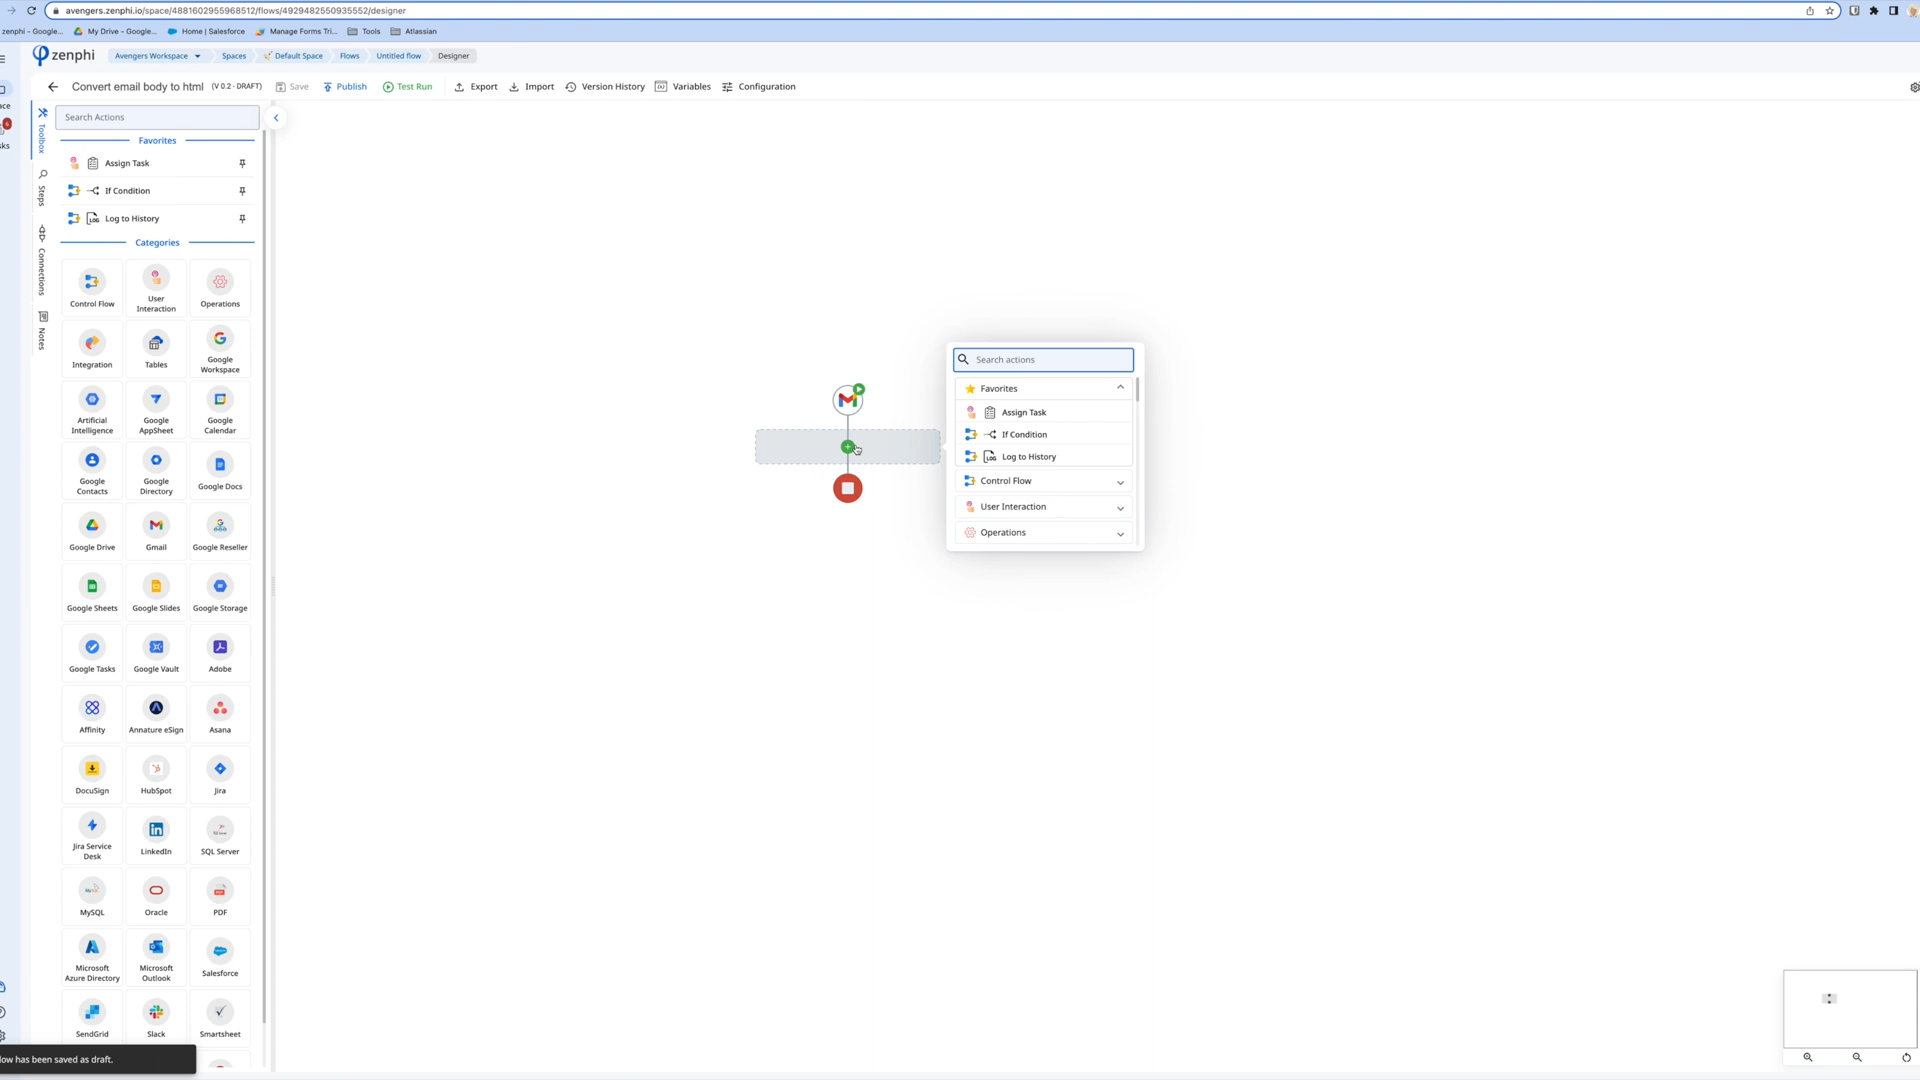 avengers.zenphi.io/space/4881602955968512/flows/4929482550935552/designer
zenphi - Google...
My Drive - Google...
Home | Salesforce
Manage Forms Tri...
Tools
Atlassian
zenphi
Avengers Workspace
Spaces
Default Space
Flows
Untitled flow
Designer
Convert email body to html
(V 0.2 - DRAFT)
Save
Publish
Test Run
Export
Import
Version History
Variables
Configuration
ace
6
sks
Toolbox
Steps
Connections
Notes
Search Actions
Favorites
Assign Task
If Condition
LOG
Log to History
Categories
Control Flow
User
Interaction
Operations
Integration
Tables
Google
Workspace
Artificial
Intelligence
Google
AppSheet
Google
Calendar
Google
Contacts
Google
Directory
Google Docs
Google Drive
Gmail
Google Reseller
Google Sheets
Google Slides
Google Storage
Google Tasks
Google Vault
Adobe
Affinity
Annature eSign
Asana
DocuSign
HubSpot
Jira
Jira Service
Desk
LinkedIn
SQL Server
MySQL
Oracle
PDF
Microsoft
Azure Directory
Microsoft
Outlook
Salesforce
SendGrid
Slack
Smartsheet
low has been saved as draft.
Search actions
Favorites
Assign Task
If Condition
LOG
Log to History
Control Flow
User Interaction
Operations